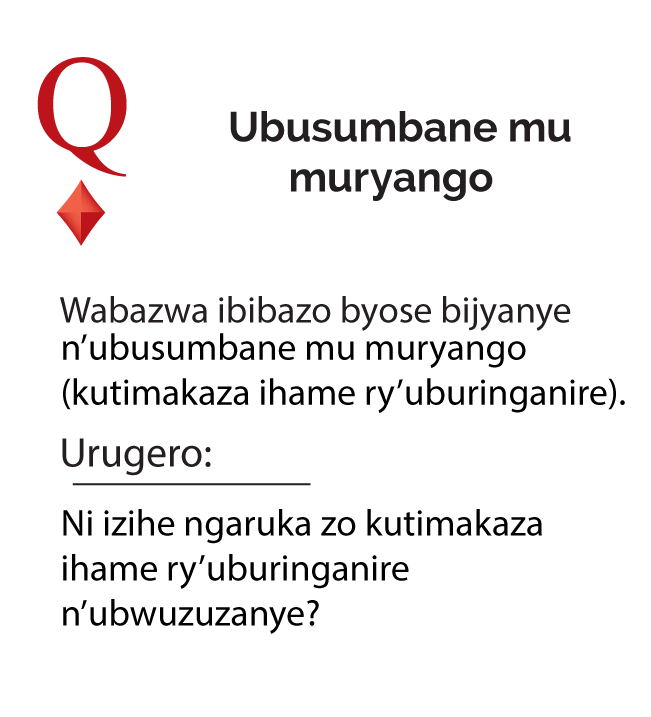 Q
Ubusumbane mu
muryango
Wabazwa ibibazo byose bijyanye
n’ubusumbane mu muryango
(kutimakaza ihame ry’uburinganire).
Urugero:
Ni izihe ngaruka zo kutimakaza
ihame ry’uburinganire
n’ubwuzuzanye?